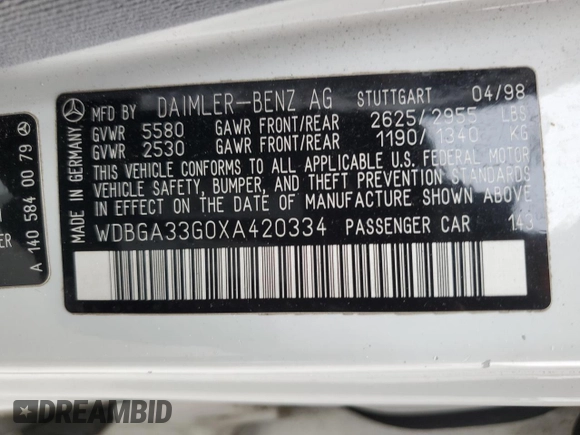 MFD BY DAIMLER-BENZ AG STUTTGART 04/98
GVWR 5580 GAWR FRONT/REAR 2625/2955 LBS
GVWR 2530 GAWR FRONT/REAR 1190/1340 KG
THIS VEHICLE CONFORMS TO ALL APPLICABLE U.S. FEDERAL MOTOR
VEHICLE SAFETY, BUMPER, AND THEFT PREVENTION STANDARDS
IN EFFECT ON THE DATE OF MANUFACTURE SHOWN ABOVE.
WDBGA33G0XA420334 PASSENGER CAR 143
MADE IN GERMANY
A 140 584 00 79
DREAMBID